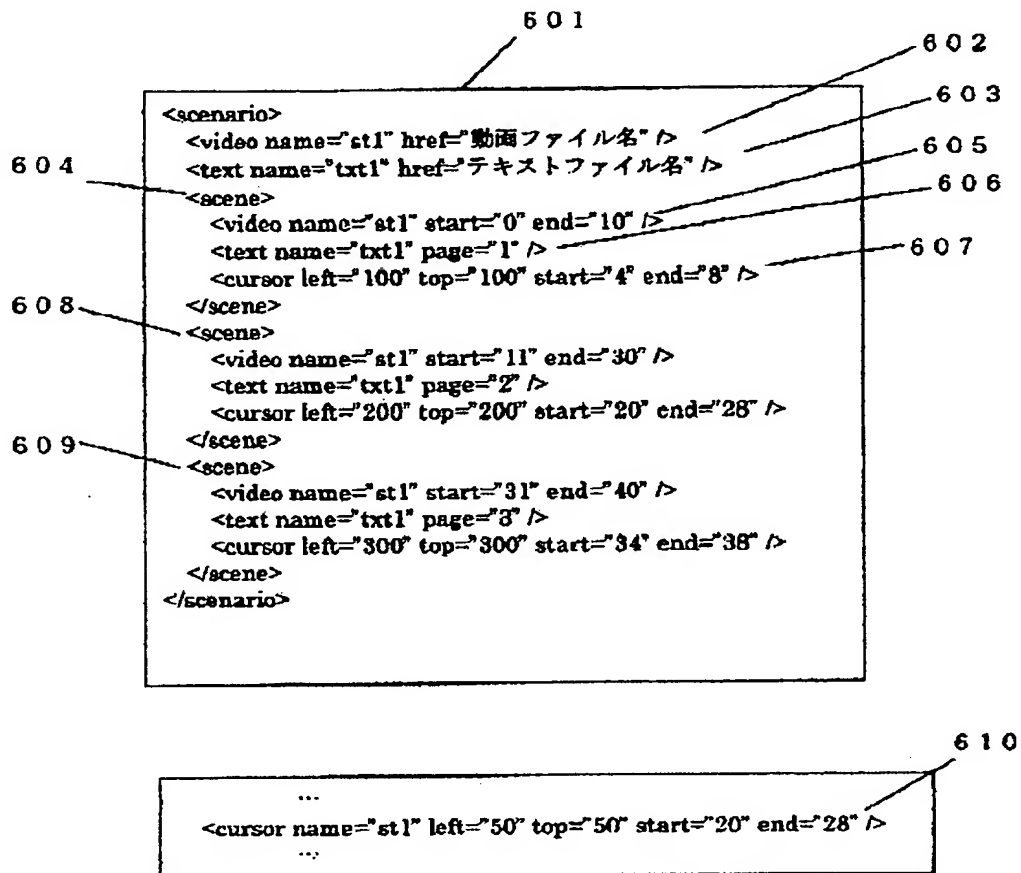 601
602
603
604
605
606
607
608
609
<scenario>
<video name="st1" href="動画ファイル名" />
<text name="txt1" href="テキストファイル名" />
<scene>
<video name="st1" start="0" end="10" />
<text name="txt1" page="1" />
<cursor left="100" top="100" start="4" end="8" />
</scene>
<scene>
<video name="st1" start="11" end="30" />
<text name="txt1" page="2" />
<cursor left="200" top="200" start="20" end="28" />
</scene>
<scene>
<video name="st1" start="31" end="40" />
<text name="txt1" page="3" />
<cursor left="300" top="300" start="34" end="38" />
</scene>
</scenario>
610
...
<cursor name="st1" left="50" top="50" start="20" end="28" />
...